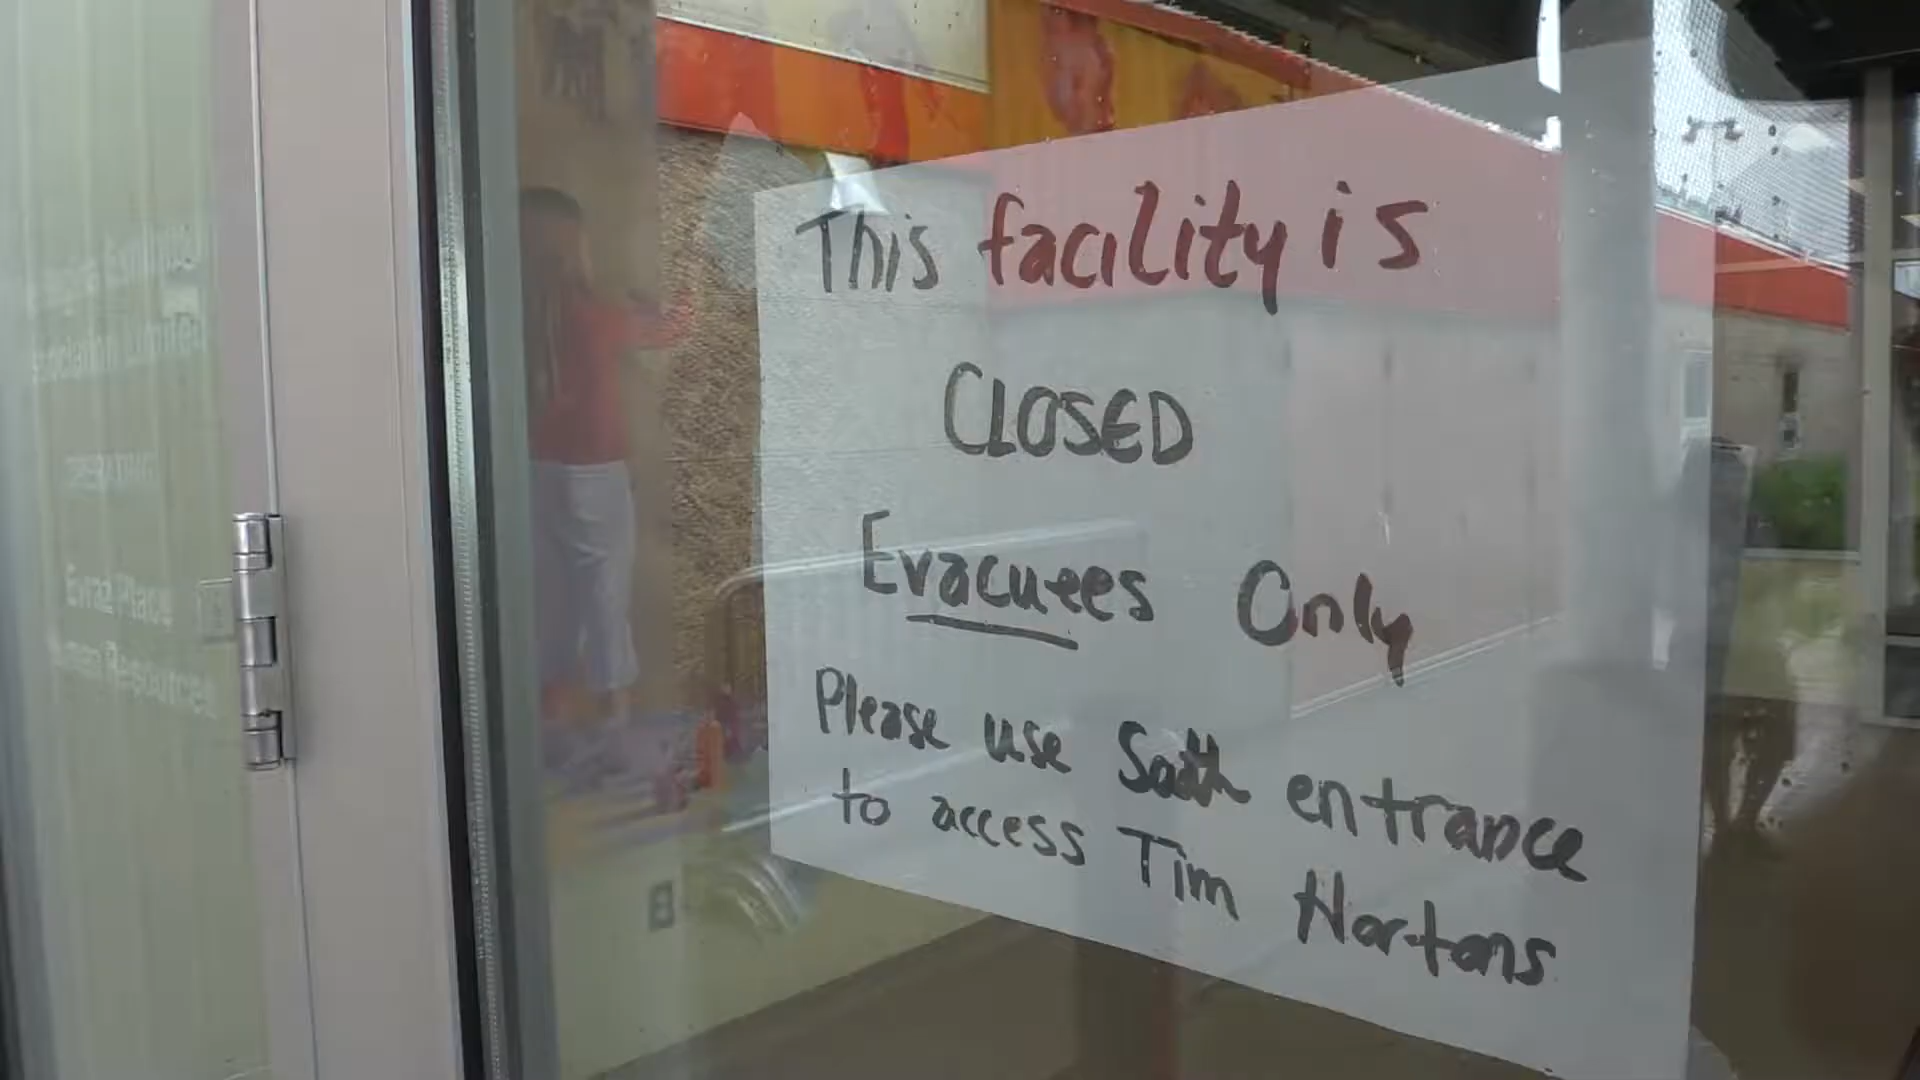 This facility is
CLOSED
Evacuees Only
Please use South entrance
to access Tim Hortons